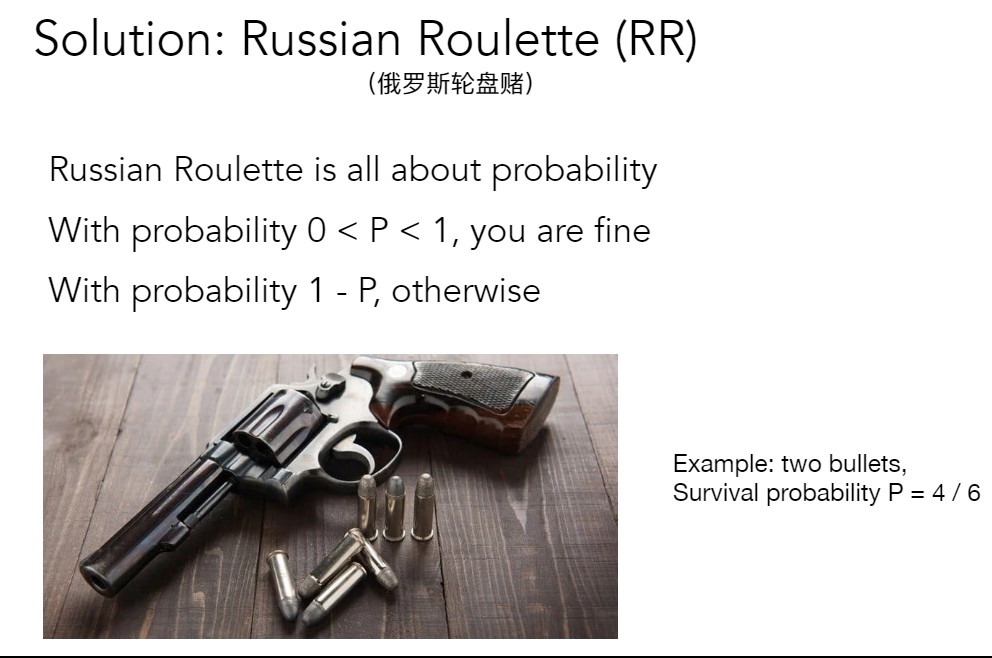 Solution: Russian Roulette (RR)
(俄罗斯轮盘赌)
Russian Roulette is all about probability
With probability 0 < P < 1, you are fine
With probability 1 - P, otherwise
Example: two bullets,
Survival probability P = 4 / 6